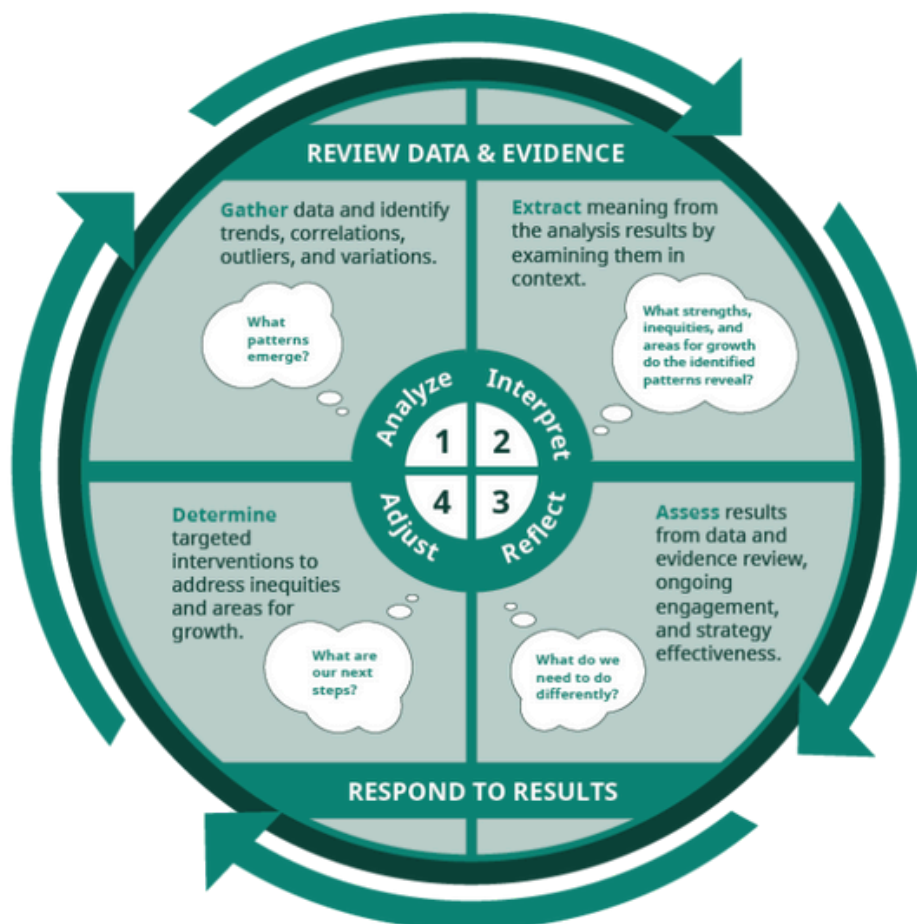 REVIEW DATA & EVIDENCE
Gather data and identify
trends, correlations,
outliers, and variations.
What
patterns
emerge?
Analyze
1
Extract meaning from
the analysis results by
examining them in
context.
What strengths,
inequities, and
areas for growth
do the identified
patterns reveal?
Interpret
2
Assess results
from data and
evidence review,
ongoing
engagement,
and strategy
effectiveness.
What do we
need to do
differently?
Reflect
3
Determine
targeted
interventions to
address inequities
and areas for
growth.
What are
our next
steps?
Adjust
4
RESPOND TO RESULTS